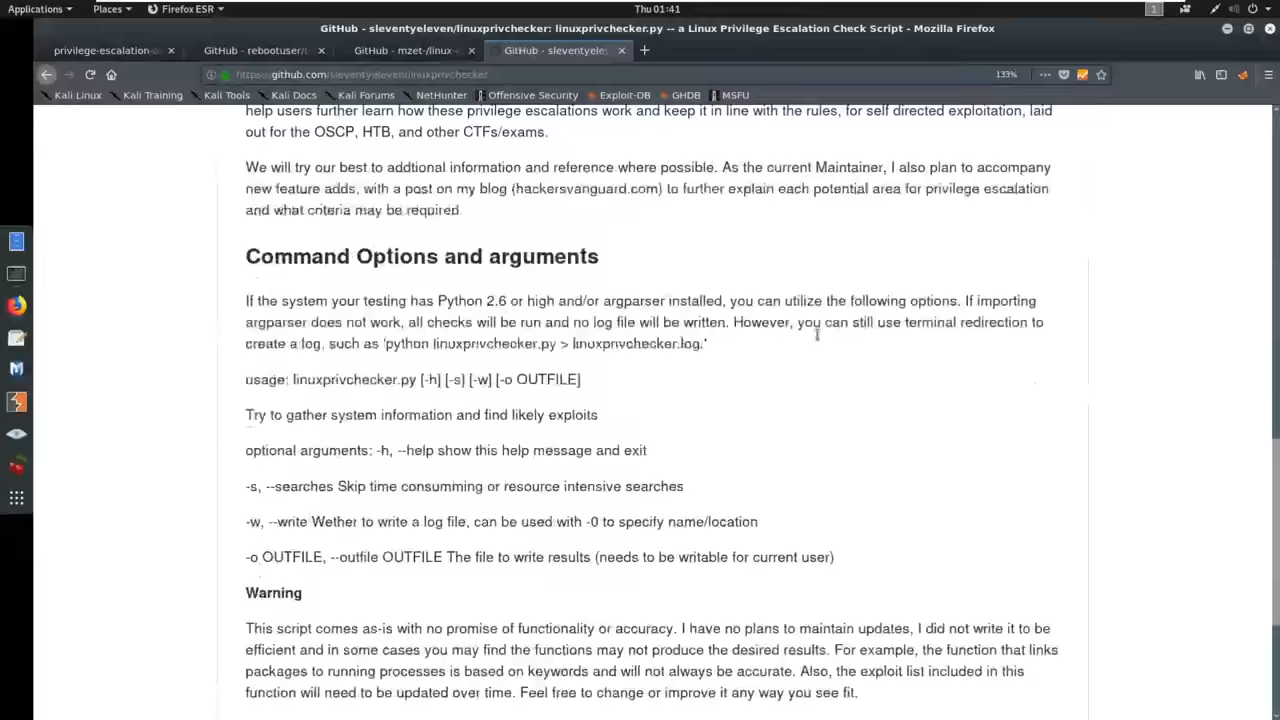 Applications
Places
Firefox ESR
Thu 01:41
1
GitHub - sleventyeleven/linuxprivchecker: linuxprivchecker.py -- a Linux Privilege Escalation Check Script - Mozilla Firefox
privilege-escalation-
GitHub - rebootuser/
GitHub - mzet-/linux-e
GitHub - sleventyele
https://github.com/sleventyeleven/linuxprivchecker
133%
Kali Linux
Kali Training
Kali Tools
Kali Docs
Kali Forums
NetHunter
Offensive Security
Exploit-DB
GHDB
MSFU
help users further learn how these privilege escalations work and keep it in line with the rules, for self directed exploitation, laid
out for the OSCP, HTB, and other CTFs/exams.
We will try our best to addtional information and reference where possible. As the current Maintainer, I also plan to accompany
new feature adds, with a post on my blog (hackersvanguard.com) to further explain each potential area for privilege escalation
and what criteria may be required.
Command Options and arguments
If the system your testing has Python 2.6 or high and/or argparser installed, you can utilize the following options. If importing
argparser does not work, all checks will be run and no log file will be written. However, you can still use terminal redirection to
create a log, such as 'python linuxprivchecker.py > linuxprivchecker.log.'
usage: linuxprivchecker.py [-h] [-s] [-w] [-o OUTFILE]
Try to gather system information and find likely exploits
optional arguments: -h, --help show this help message and exit
-s, --searches Skip time consumming or resource intensive searches
-w, --write Wether to write a log file, can be used with -0 to specify name/location
-o OUTFILE, --outfile OUTFILE The file to write results (needs to be writable for current user)
Warning
This script comes as-is with no promise of functionality or accuracy. I have no plans to maintain updates, I did not write it to be
efficient and in some cases you may find the functions may not produce the desired results. For example, the function that links
packages to running processes is based on keywords and will not always be accurate. Also, the exploit list included in this
function will need to be updated over time. Feel free to change or improve it any way you see fit.